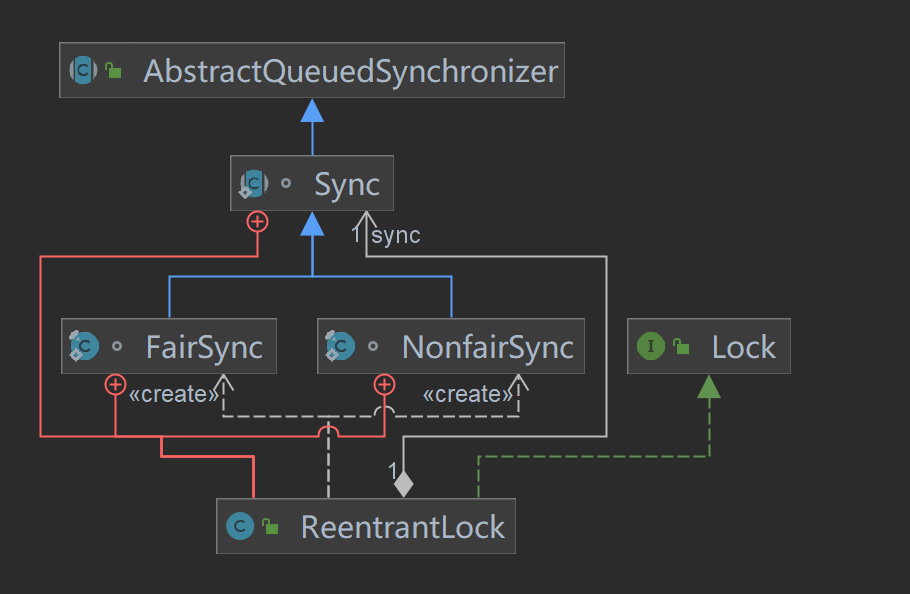 AbstractQueuedSynchronizer
Sync
1
sync
FairSync
NonfairSync
Lock
«create»
«create»
1
ReentrantLock